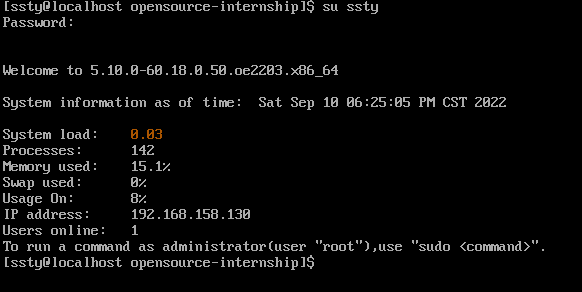 [ssty@localhost opensource-internship]$ su ssty
Password:
Welcome to 5.10.0-60.18.0.50.oe2203.x86_64
System information as of time:  Sat Sep 10 06:25:05 PM CST 2022
System load:    0.03
Processes:      142
Memory used:    15.1%
Swap used:      0%
Usage On:       8%
IP address:     192.168.158.130
Users online:   1
To run a command as administrator(user "root"),use "sudo <command>".
[ssty@localhost opensource-internship]$